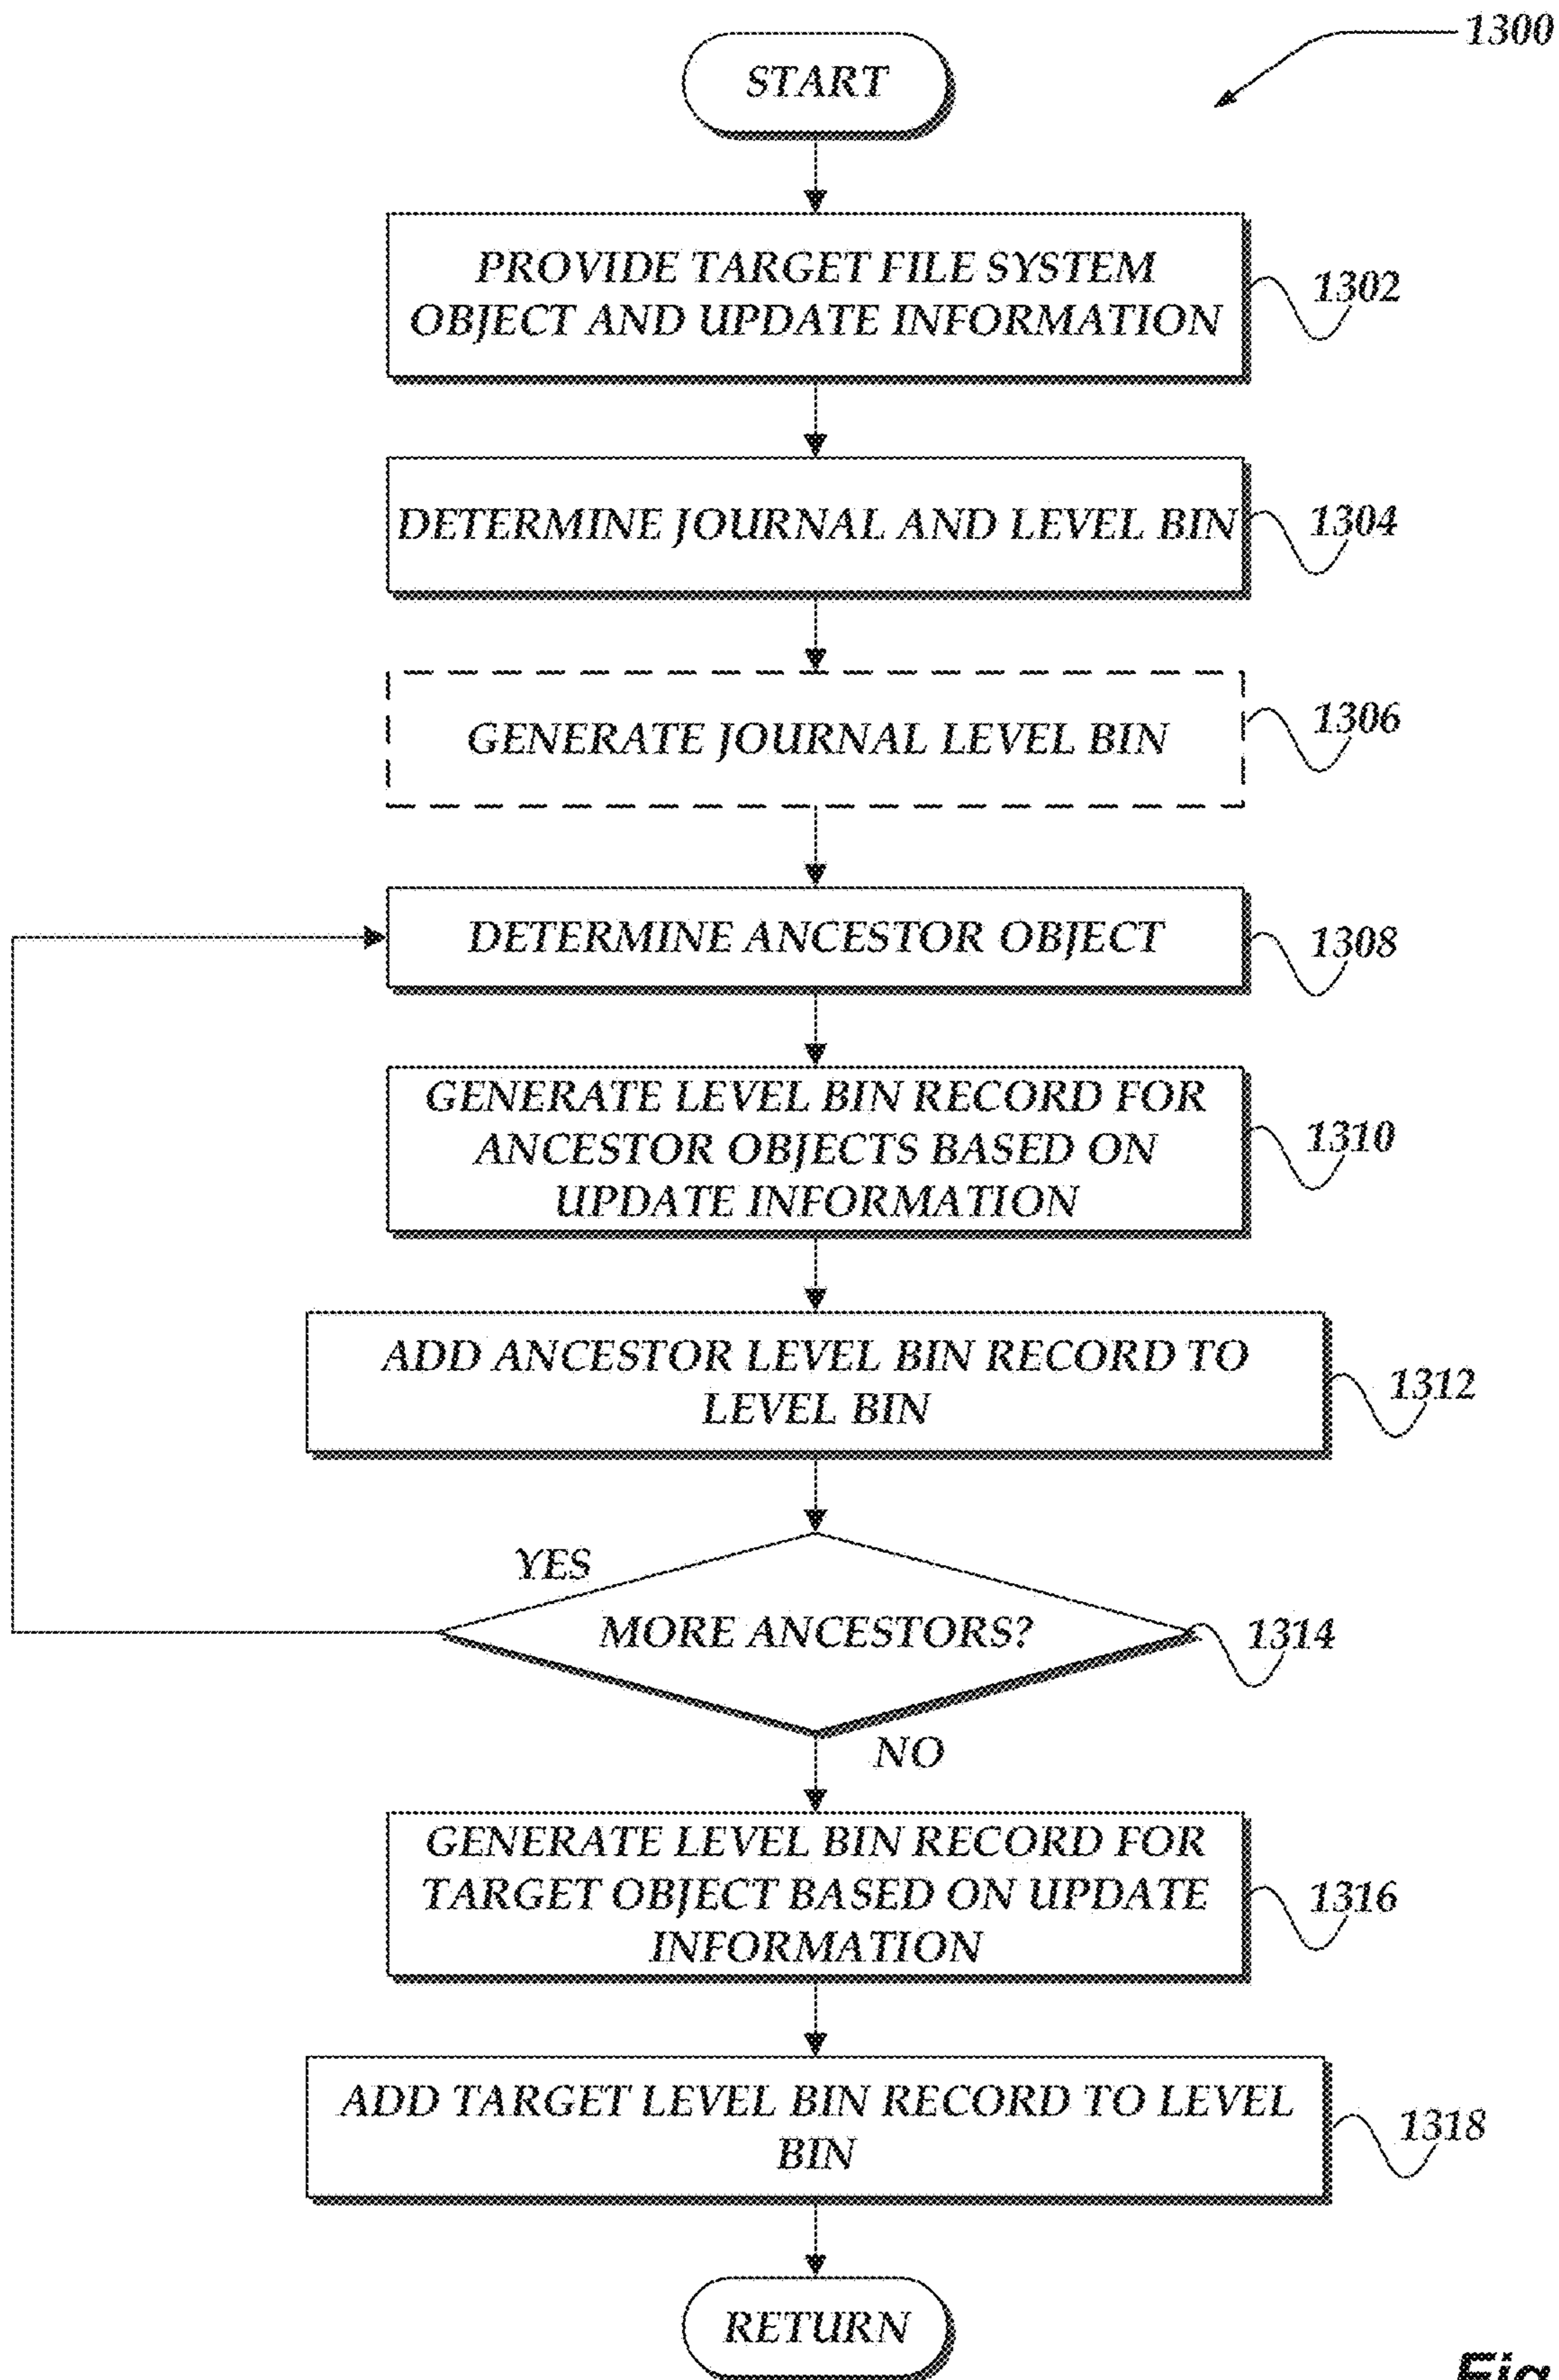 1300
START
PROVIDE TARGET FILE SYSTEM
OBJECT AND UPDATE INFORMATION
1302
DETERMINE JOURNAL AND LEVEL BIN
1304
GENERATE JOURNAL LEVEL BIN
1306
DETERMINE ANCESTOR OBJECT
1308
GENERATE LEVEL BIN RECORD FOR
ANCESTOR OBJECTS BASED ON
UPDATE INFORMATION
1310
ADD ANCESTOR LEVEL BIN RECORD TO
LEVEL BIN
1312
YES
MORE ANCESTORS?
1314
NO
GENERATE LEVEL BIN RECORD FOR
TARGET OBJECT BASED ON UPDATE
INFORMATION
1316
ADD TARGET LEVEL BIN RECORD TO LEVEL
BIN
1318
RETURN
Fig